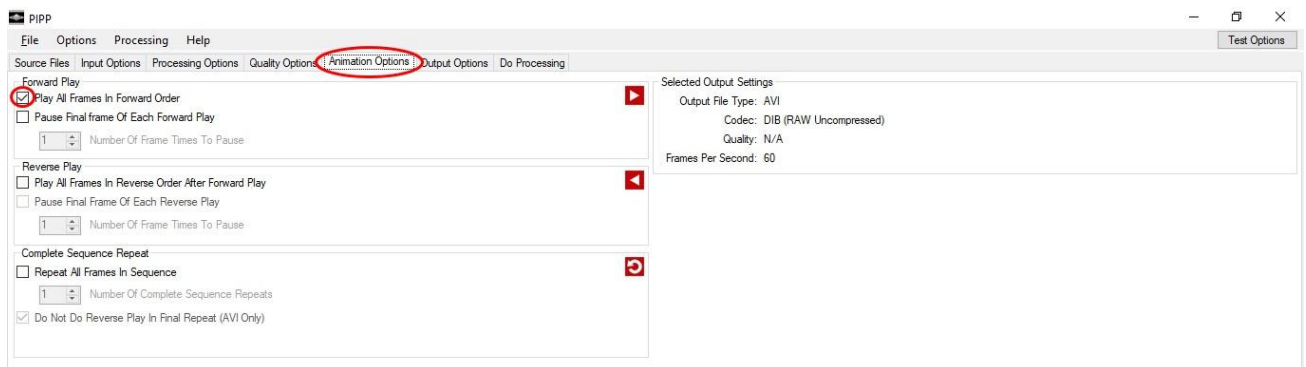 PIPP
File Options Processing Help Test Options
Source Files Input Options Processing Options Quality Options Animation Options Output Options Do Processing
Forward Play
Play All Frames In Forward Order
Pause Final frame Of Each Forward Play
1 Number Of Frame Times To Pause
Reverse Play
Play All Frames In Reverse Order After Forward Play
Pause Final Frame Of Each Reverse Play
1 Number Of Frame Times To Pause
Complete Sequence Repeat
Repeat All Frames In Sequence
1 Number Of Complete Sequence Repeats
Do Not Do Reverse Play In Final Repeat (AVI Only)
Selected Output Settings
Output File Type: AVI
Codec: DIB (RAW Uncompressed)
Quality: N/A
Frames Per Second: 60